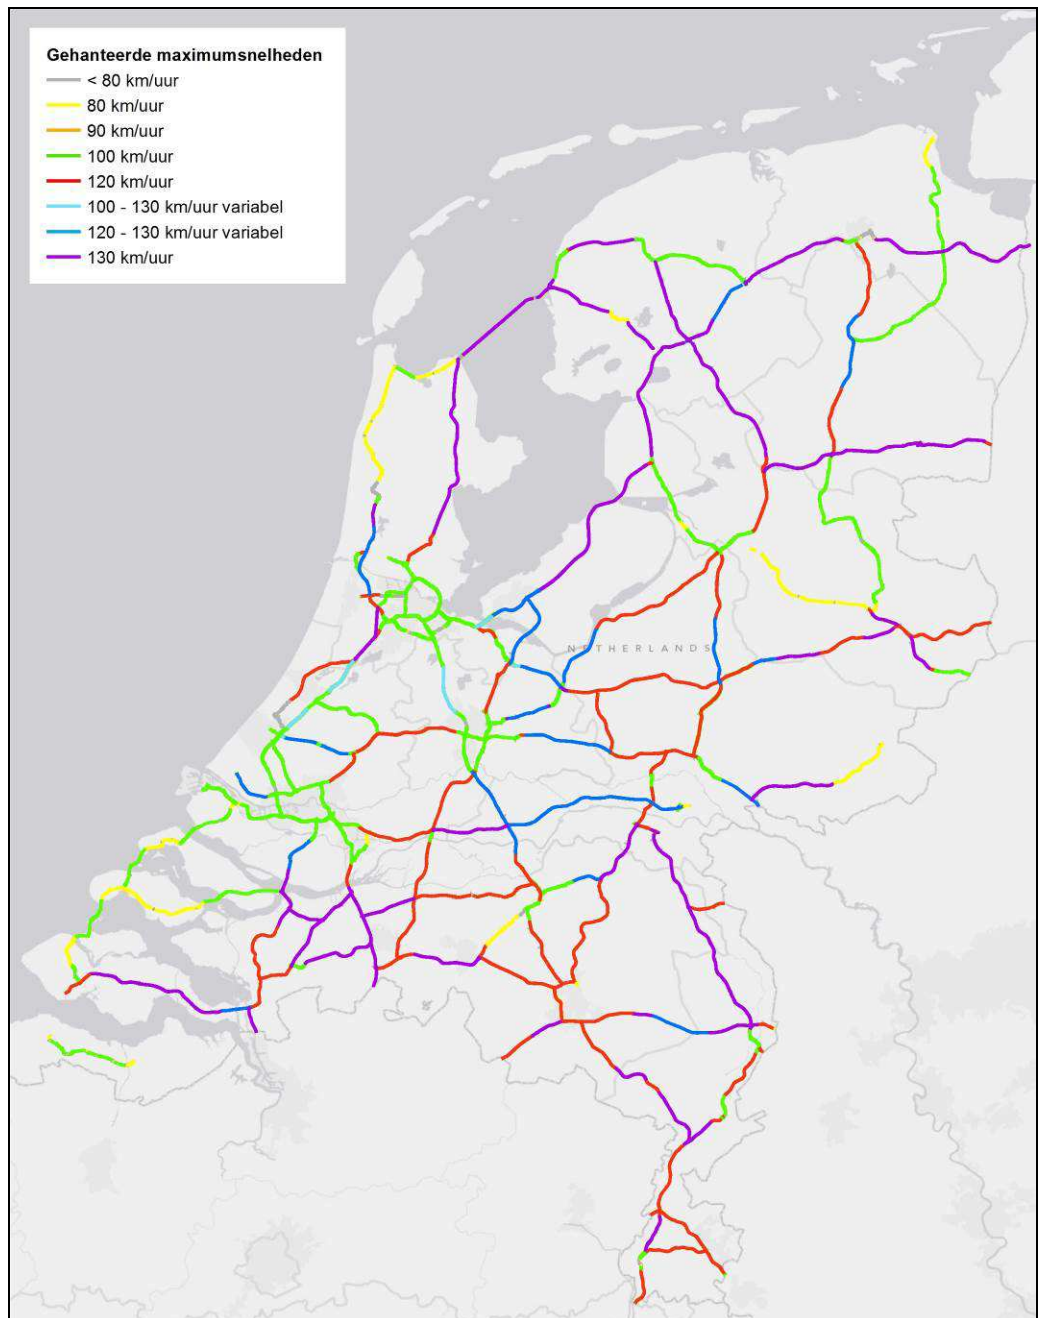 Gehanteerde maximumsnelheden
< 80 km/uur
80 km/uur
90 km/uur
100 km/uur
120 km/uur
100 - 130 km/uur variabel
120 - 130 km/uur variabel
130 km/uur
NETHERLANDS